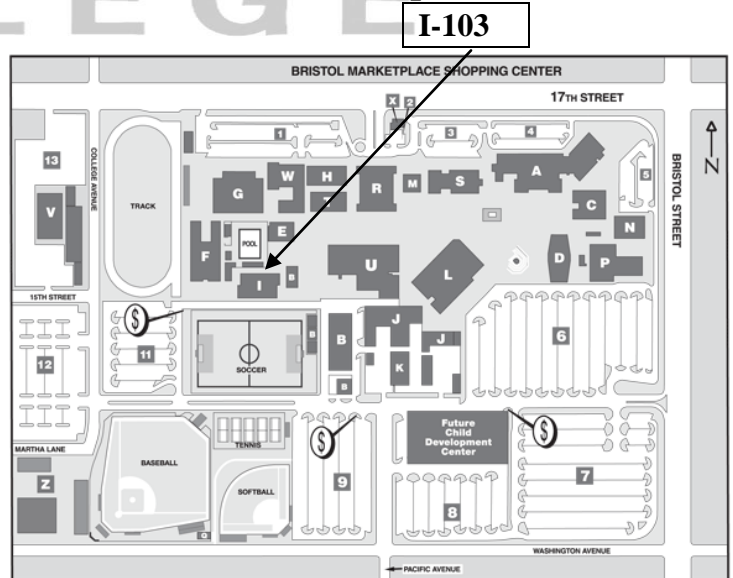 LEGE
I-103
BRISTOL MARKETPLACE SHOPPING CENTER
17TH STREET
X
2
1
3
4
13
COLLEGE AVENUE
TRACK
G
W
H
R
M
S
A
5
BRISTOL STREET
N
V
F
E
POOL
C
N
I
B
U
L
D
P
15TH STREET
$
11
12
SOCCER
B
B
B
J
J
K
6
MARTHA LANE
Z
BASEBALL
TENNIS
SOFTBALL
$
9
Future
Child
Development
Center
$
8
7
Q
WASHINGTON AVENUE
PACIFIC AVENUE